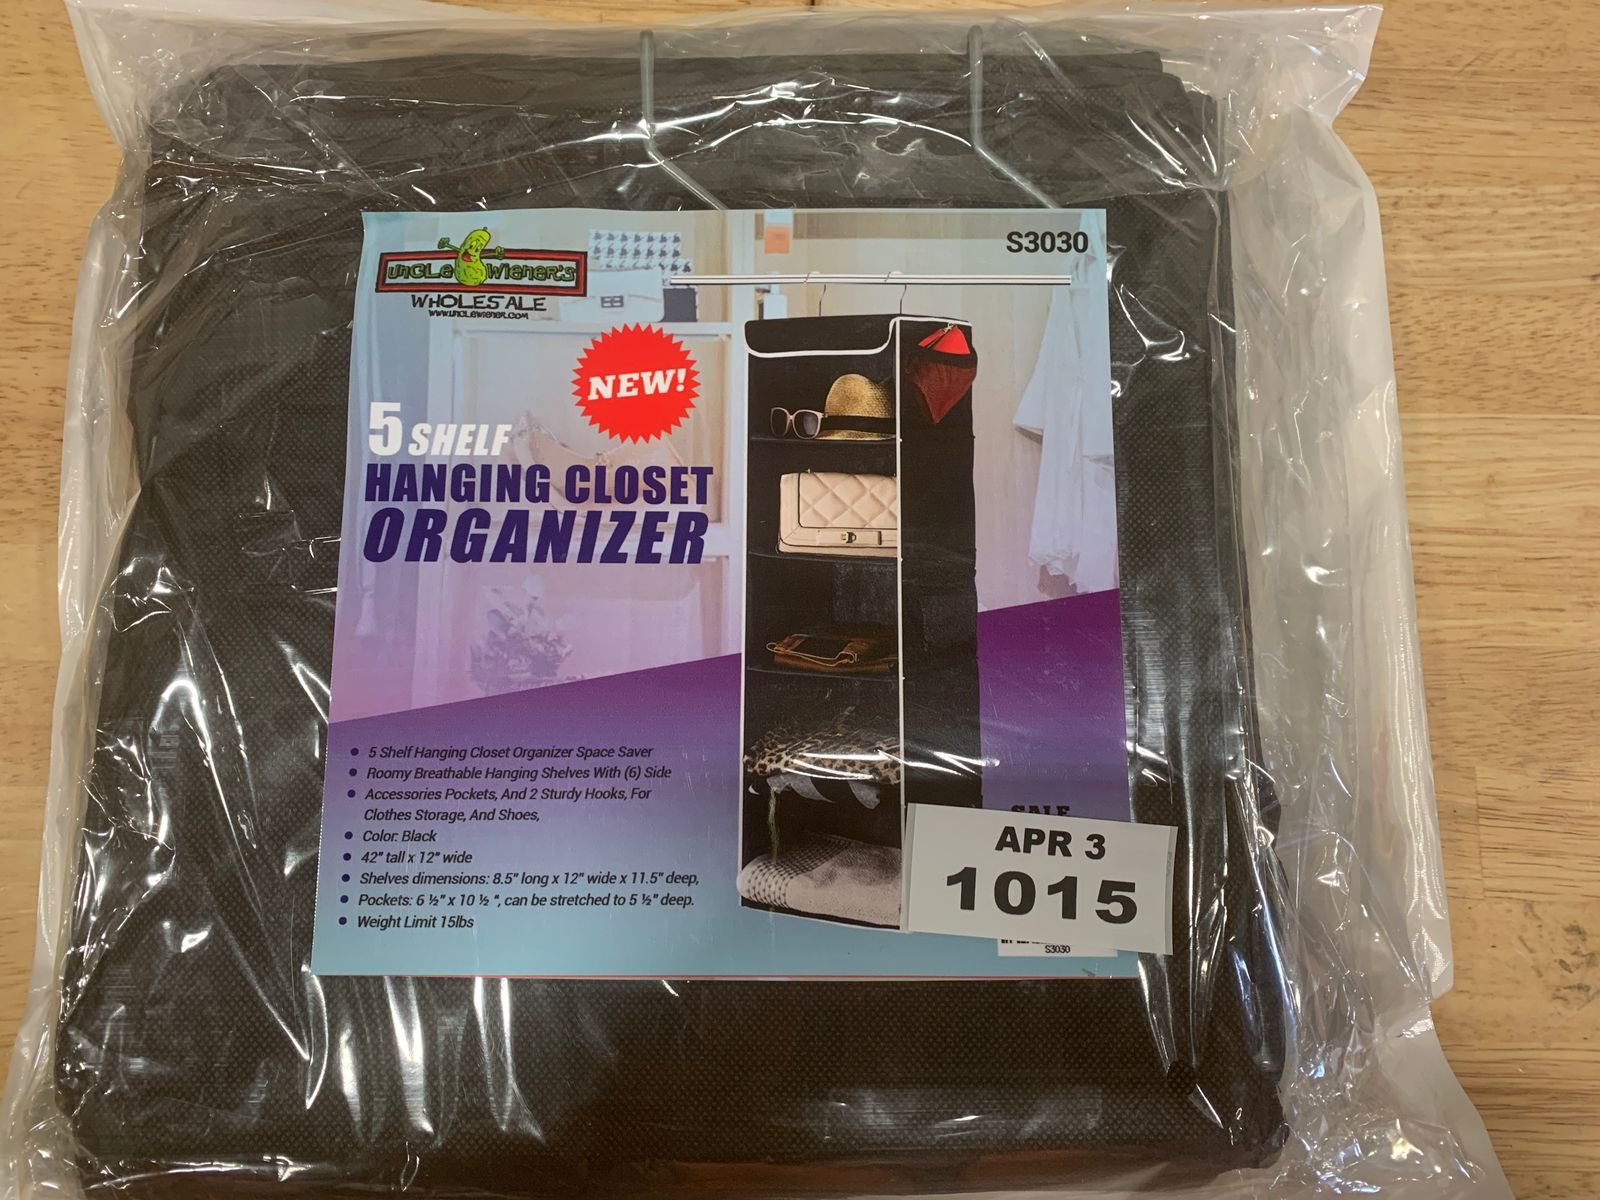 UNCLE WIENER'S
WHOLESALE
WWW.UNCLEWIENER.COM
S3030
NEW!
5 SHELF
HANGING CLOSET
ORGANIZER
• 5 Shelf Hanging Closet Organizer Space Saver
• Roomy Breathable Hanging Shelves With (6) Side
• Accessories Pockets, And 2 Sturdy Hooks, For
Clothes Storage, And Shoes,
• Color: Black
• 42" tall x 12" wide
• Shelves dimensions: 8.5" long x 12" wide x 11.5" deep,
• Pockets: 6 ½" x 10 ½ ", can be stretched to 5 ½" deep.
• Weight Limit 15lbs
SALE
APR 3
1015
S3030